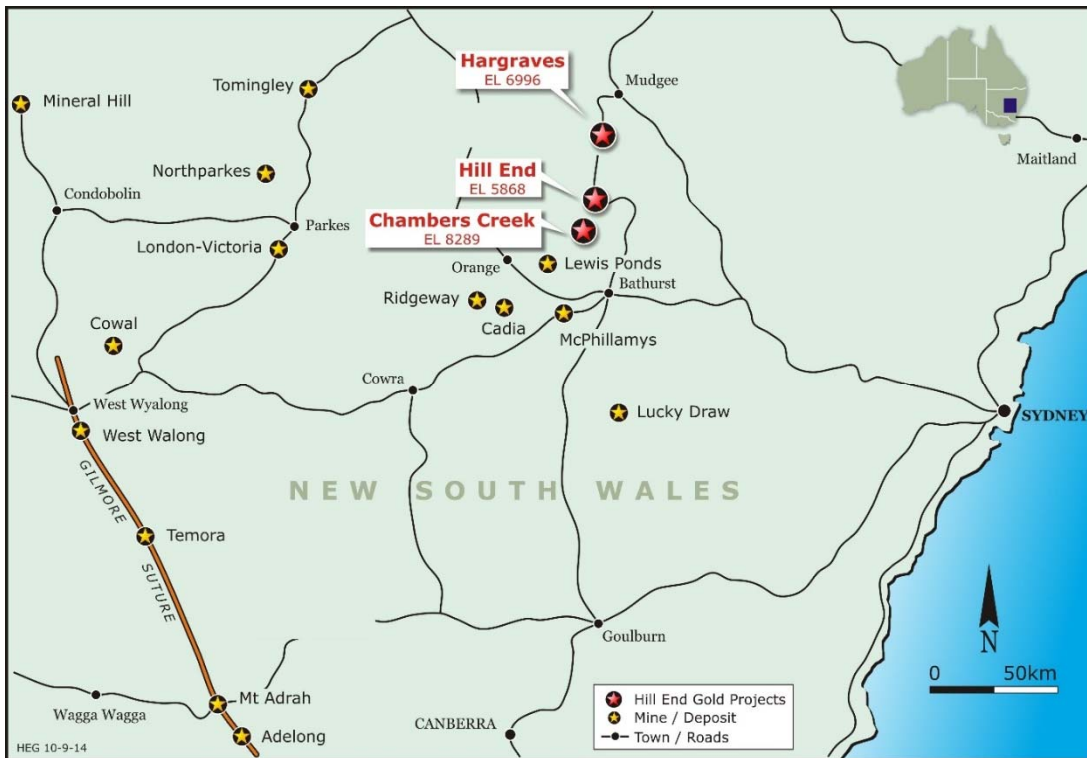 Hargraves
EL 6996
Mudgee
Tomingley
Mineral Hill
Maitland
Northparkes
Hill End
EL 5868
Condobolin
Chambers Creek
EL 8289
Parkes
London-Victoria
Orange
Lewis Ponds
Bathurst
Ridgeway
Cadia
McPhillamys
Cowal
Cowra
West Wyalong
Lucky Draw
SYDNEY
West Walong
GILMORE
SUTURE
NEW SOUTH WALES
Temora
Goulburn
N
0 50km
Mt Adrah
Wagga Wagga
Adelong
CANBERRA
Hill End Gold Projects
Mine / Deposit
Town / Roads
HEG 10-9-14